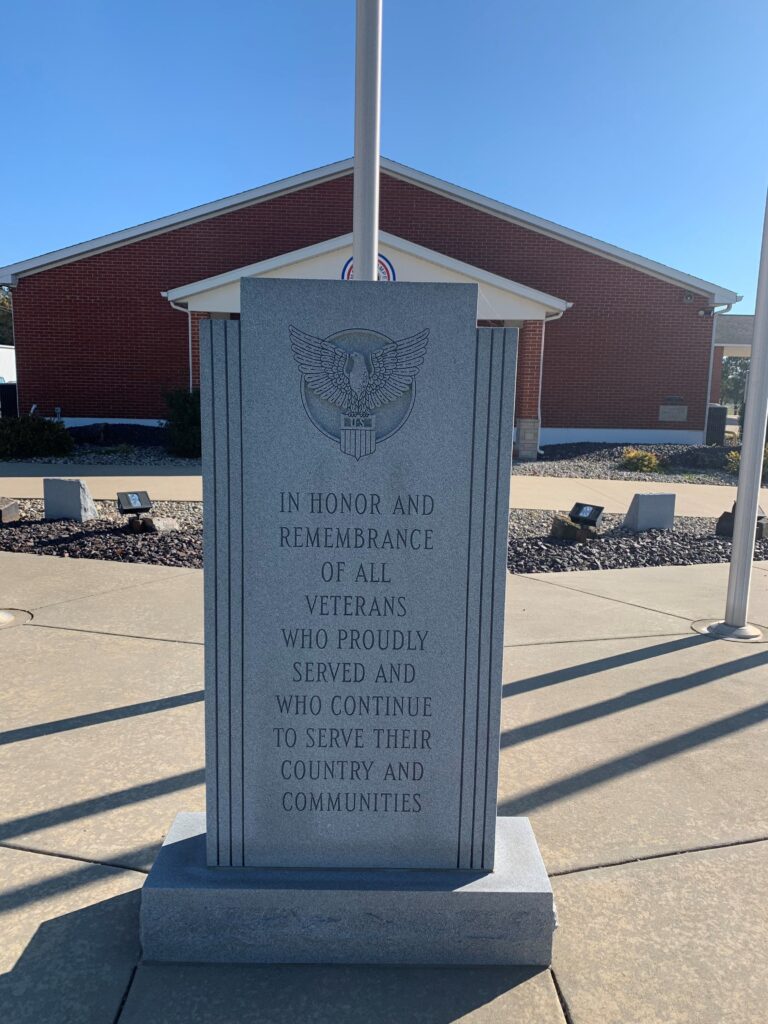 U.S.
IN HONOR AND
REMEMBRANCE
OF ALL
VETERANS
WHO PROUDLY
SERVED AND
WHO CONTINUE
TO SERVE THEIR
COUNTRY AND
COMMUNITIES